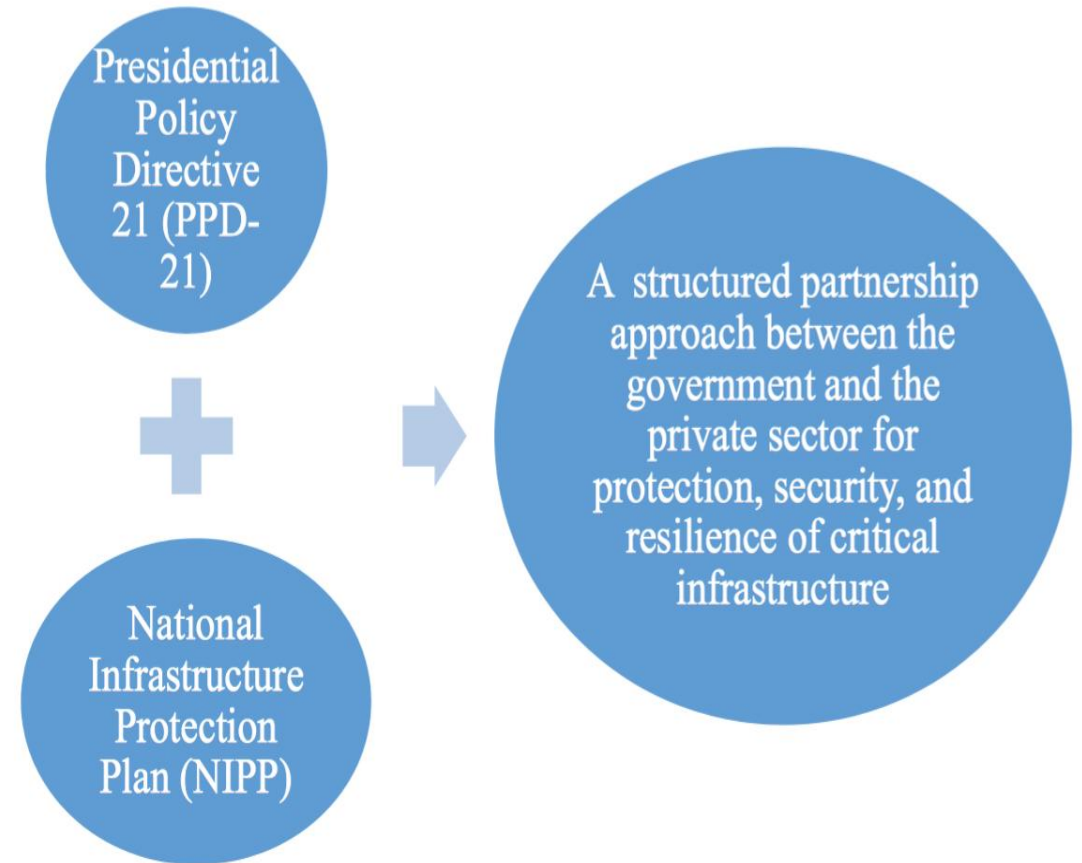 Presidential
Policy
Directive
21 (PPD-
21)
National
Infrastructure
Protection
Plan (NIPP)
A structured partnership
approach between the
government and the
private sector for
protection, security, and
resilience of critical
infrastructure